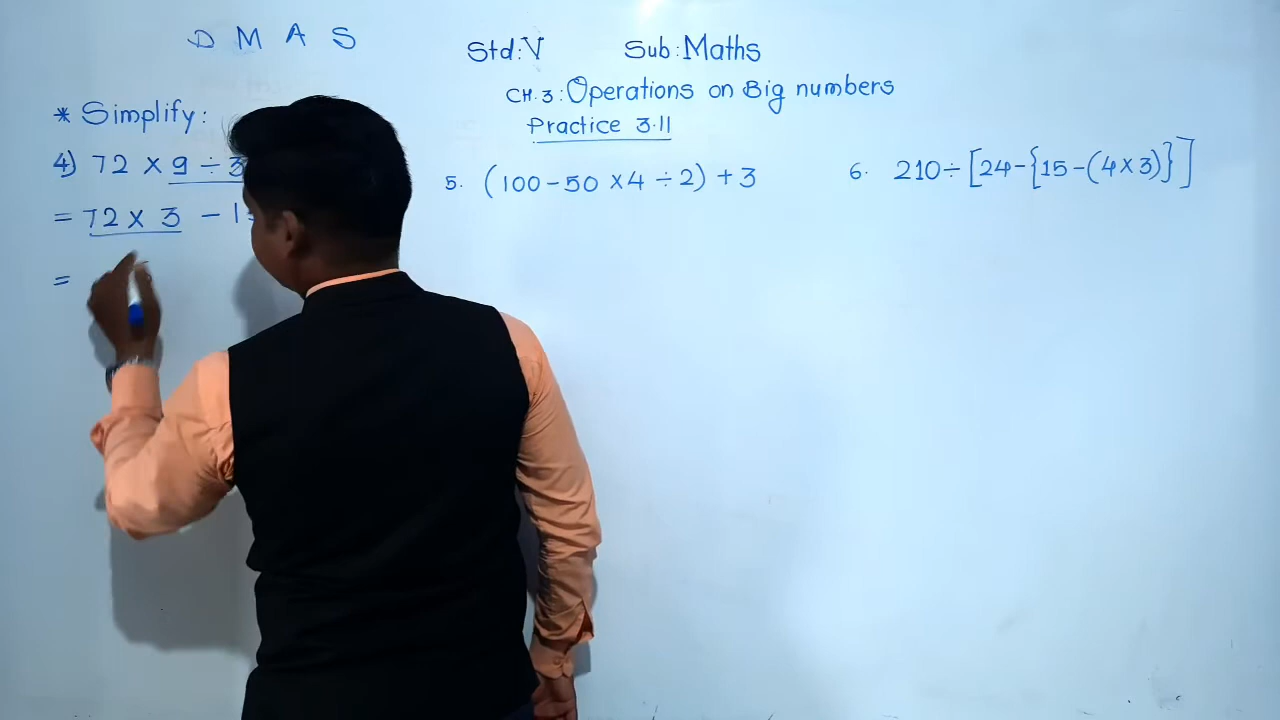 D M A S
Std: V Sub: Maths
CH. 3: Operations on Big numbers
Practice 3.11
* Simplify:
4) 72 × 9 ÷ 3
= 72 × 3 - 1
=
5. (100 - 50 × 4 ÷ 2) + 3
6. 210 ÷ [24 - {15 - (4 × 3)}]